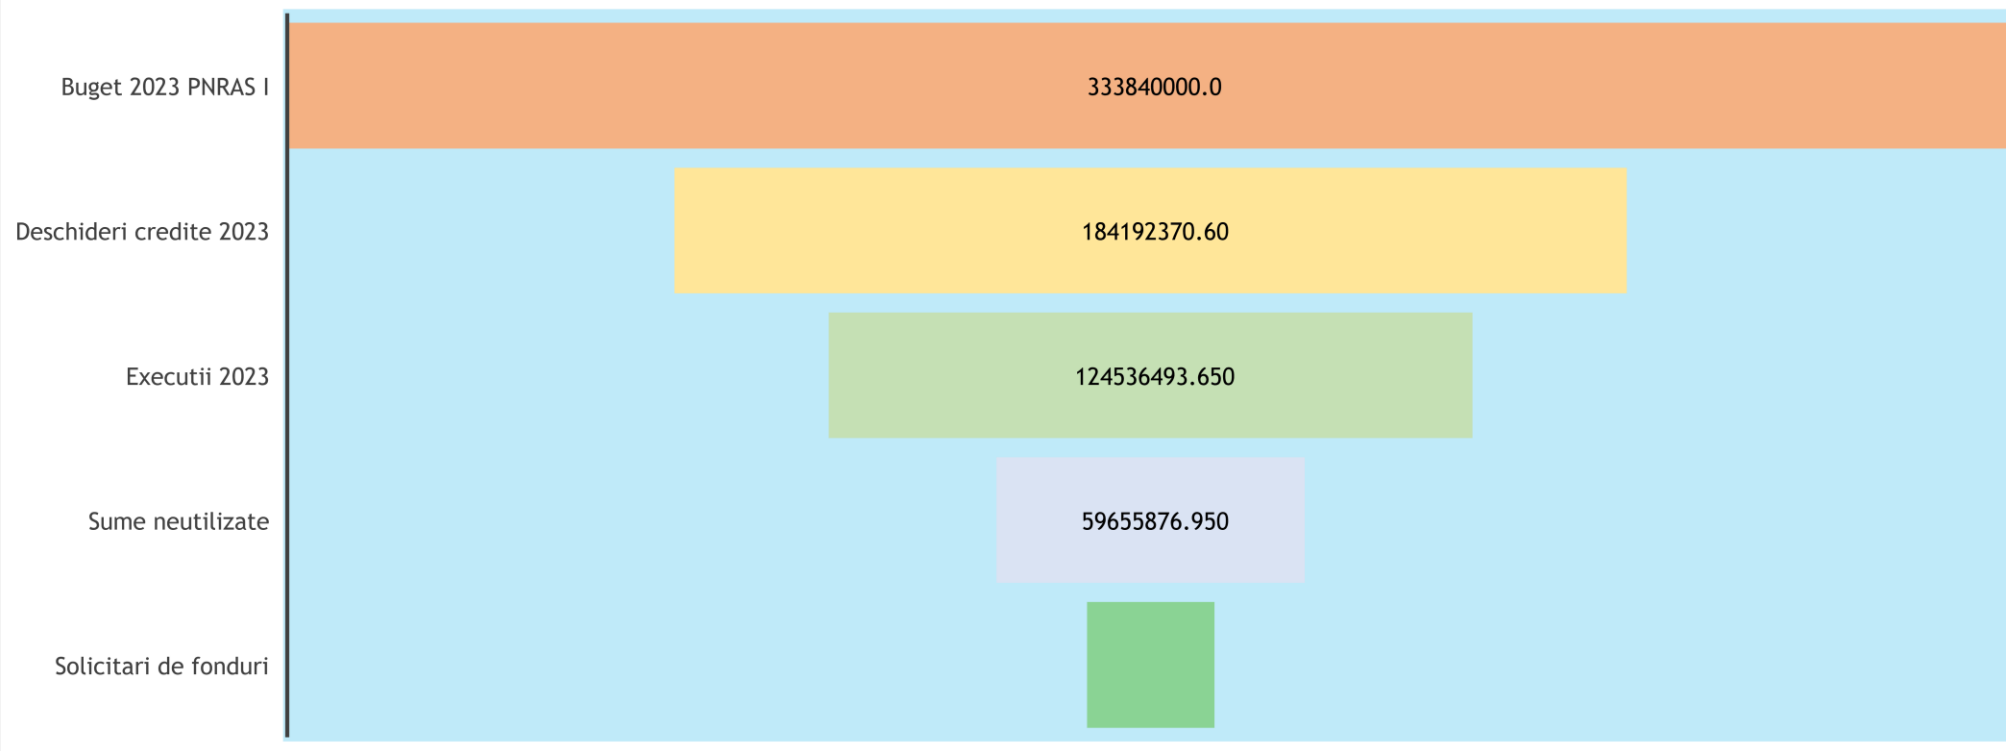 Buget 2023 PNRAS I
333840000.0
Deschideri credite 2023
184192370.60
Executii 2023
124536493.650
Sume neutilizate
59655876.950
Solicitari de fonduri